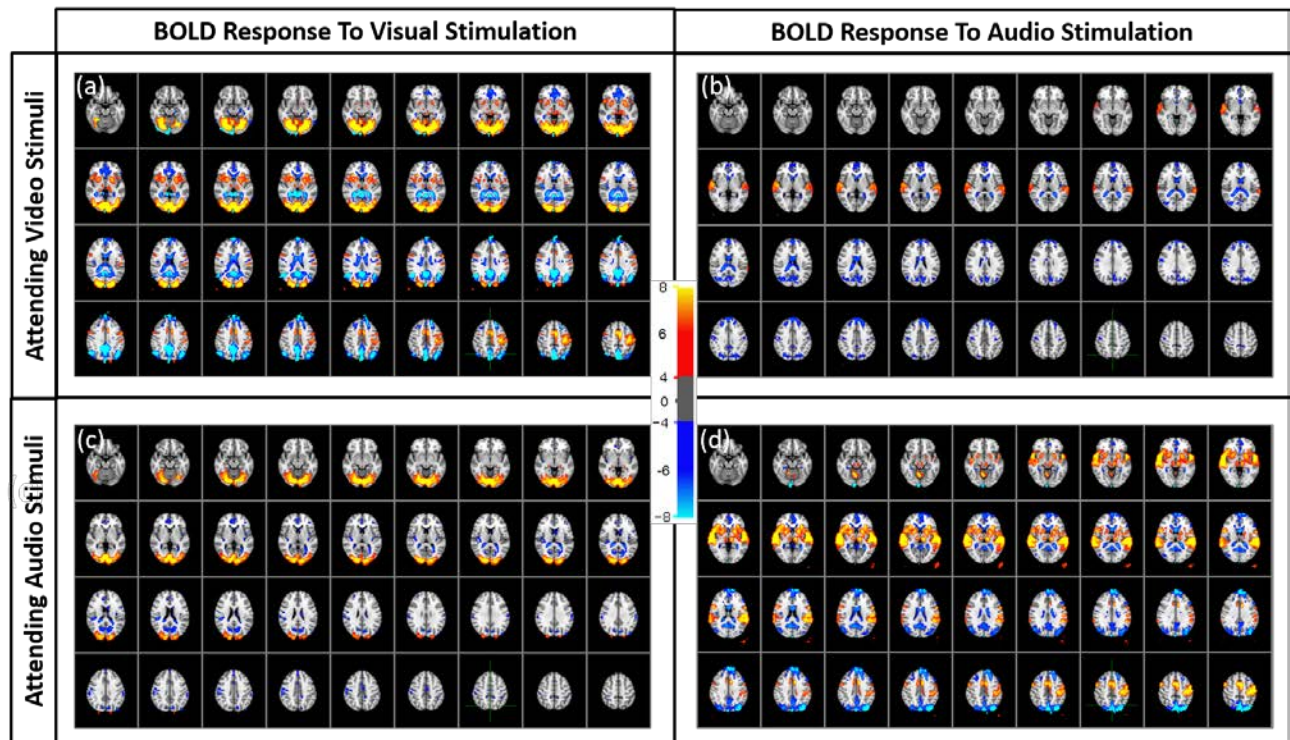 BOLD Response To Visual Stimulation
BOLD Response To Audio Stimulation
Attending Video Stimuli
(a)
(b)
8
6
4
0
-4
-6
-8
Attending Audio Stimuli
(c)
(d)